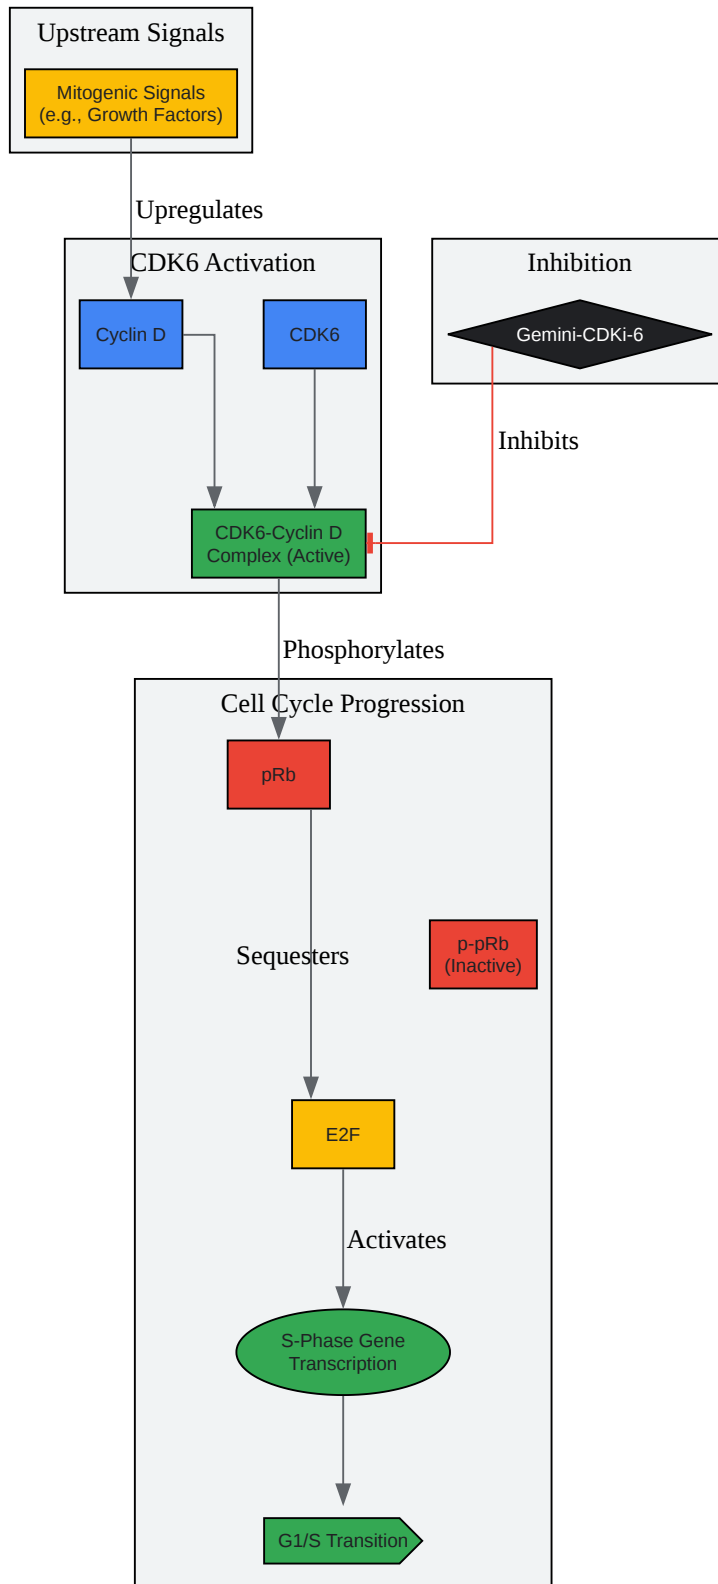 Upstream Signals
Mitogenic Signals
(e.g., Growth Factors)
Upregulates
CDK6 Activation
Inhibition
Cyclin D
CDK6
Gemini-CDKi-6
Inhibits
CDK6-Cyclin D
Complex (Active)
Phosphorylates
Cell Cycle Progression
pRb
p-pRb
(Inactive)
Sequesters
E2F
Activates
S-Phase Gene
Transcription
G1/S Transition